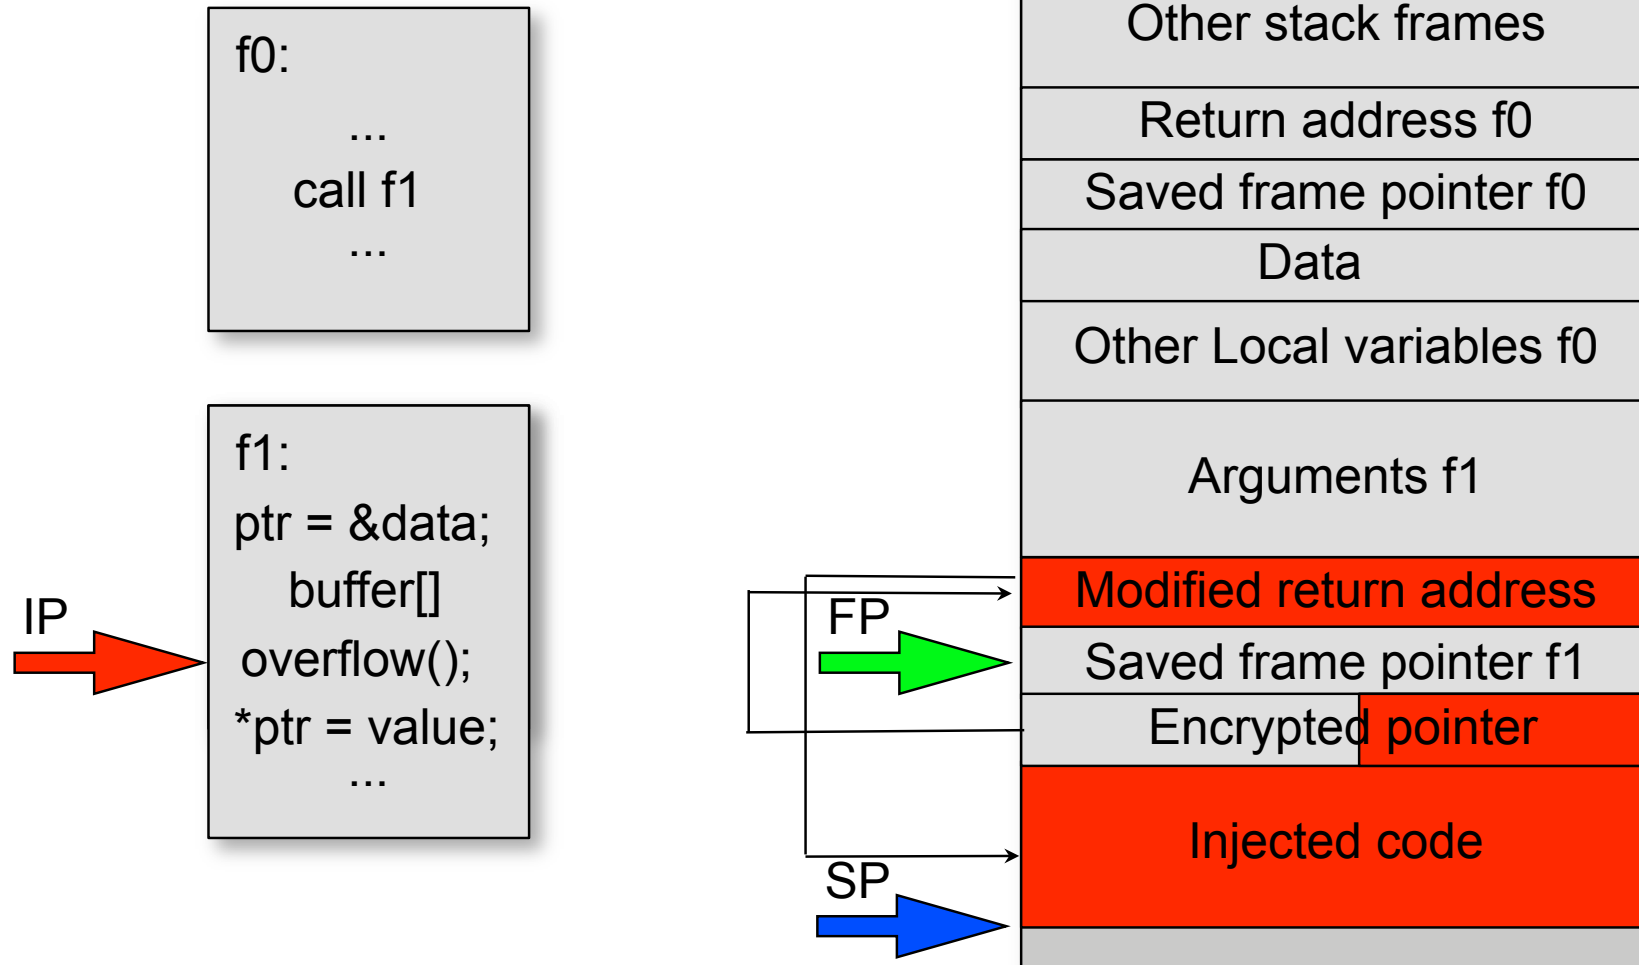 f0:
...
call f1
...
f1:
ptr = &data;
buffer[]
overflow();
*ptr = value;
...
IP
FP
SP
Other stack frames
Return address f0
Saved frame pointer f0
Data
Other Local variables f0
Arguments f1
Modified return address
Saved frame pointer f1
Encrypted pointer
Injected code